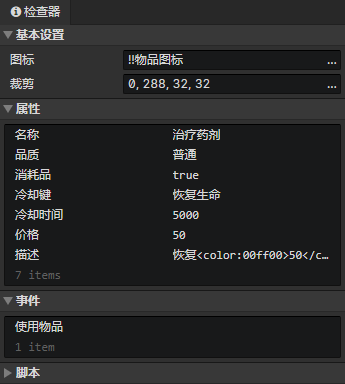 检查器
基本设置
图标 !!物品图标 ...
裁剪 0, 288, 32, 32 ...
属性
名称 治疗药剂
品质 普通
消耗品 true
冷却键 恢复生命
冷却时间 5000
价格 50
描述 恢复<color:00ff00>50</c…
7 items
事件
使用物品
1 item
脚本